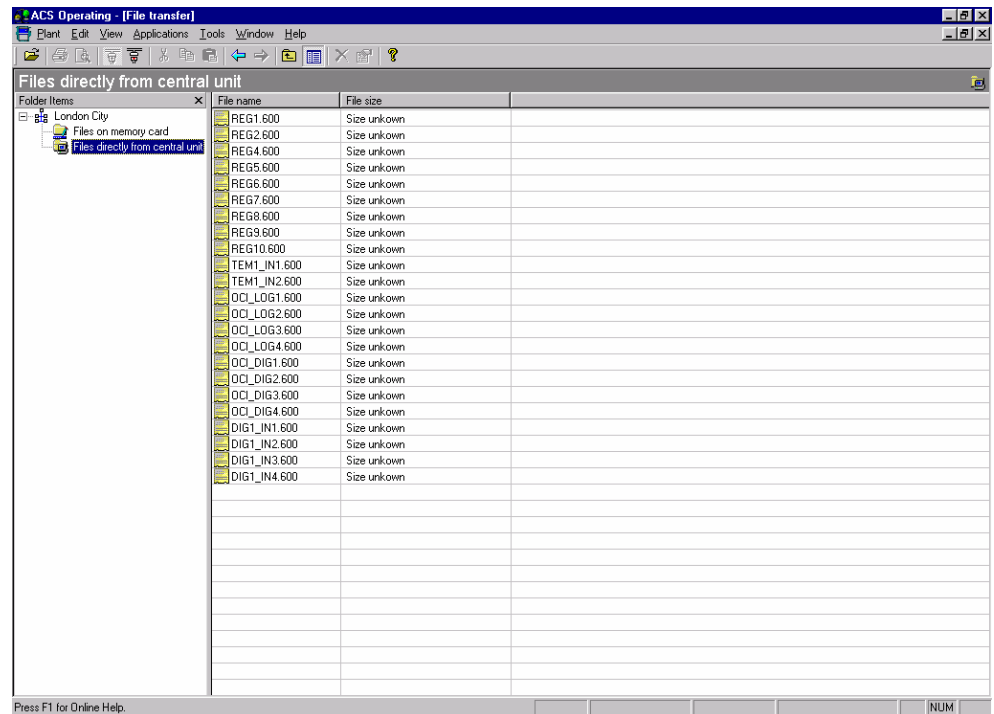 ACS Operating - [File transfer]
Plant Edit View Applications Tools Window Help
Files directly from central unit
Folder Items File name File size
London City
Files on memory card
Files directly from central unit
REG1.600 Size unkown
REG2.600 Size unkown
REG4.600 Size unkown
REG5.600 Size unkown
REG6.600 Size unkown
REG7.600 Size unkown
REG8.600 Size unkown
REG9.600 Size unkown
REG10.600 Size unkown
TEM1_IN1.600 Size unkown
TEM1_IN2.600 Size unkown
OCI_LOG1.600 Size unkown
OCI_LOG2.600 Size unkown
OCI_LOG3.600 Size unkown
OCI_LOG4.600 Size unkown
OCI_DIG1.600 Size unkown
OCI_DIG2.600 Size unkown
OCI_DIG3.600 Size unkown
OCI_DIG4.600 Size unkown
DIG1_IN1.600 Size unkown
DIG1_IN2.600 Size unkown
DIG1_IN3.600 Size unkown
DIG1_IN4.600 Size unkown
Press F1 for Online Help. NUM